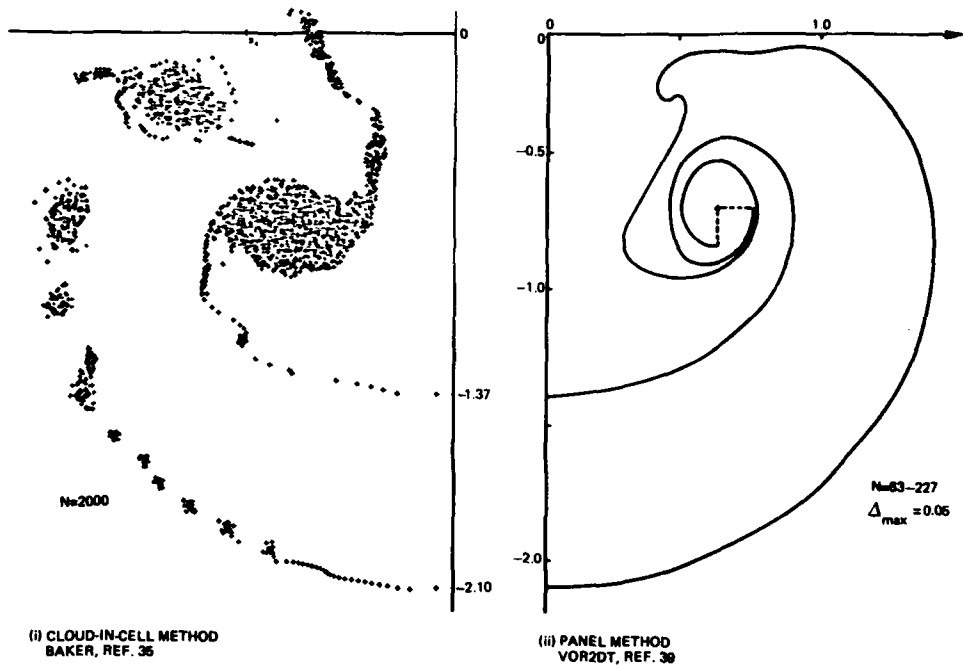 0
-1.37
N=2000
-2.10
(i) CLOUD-IN-CELL METHOD
BAKER, REF. 35
0
1.0
0
-0.5
-1.0
-2.0
N=83-227
Δmax = 0.05
(ii) PANEL METHOD
VOR2DT, REF. 39